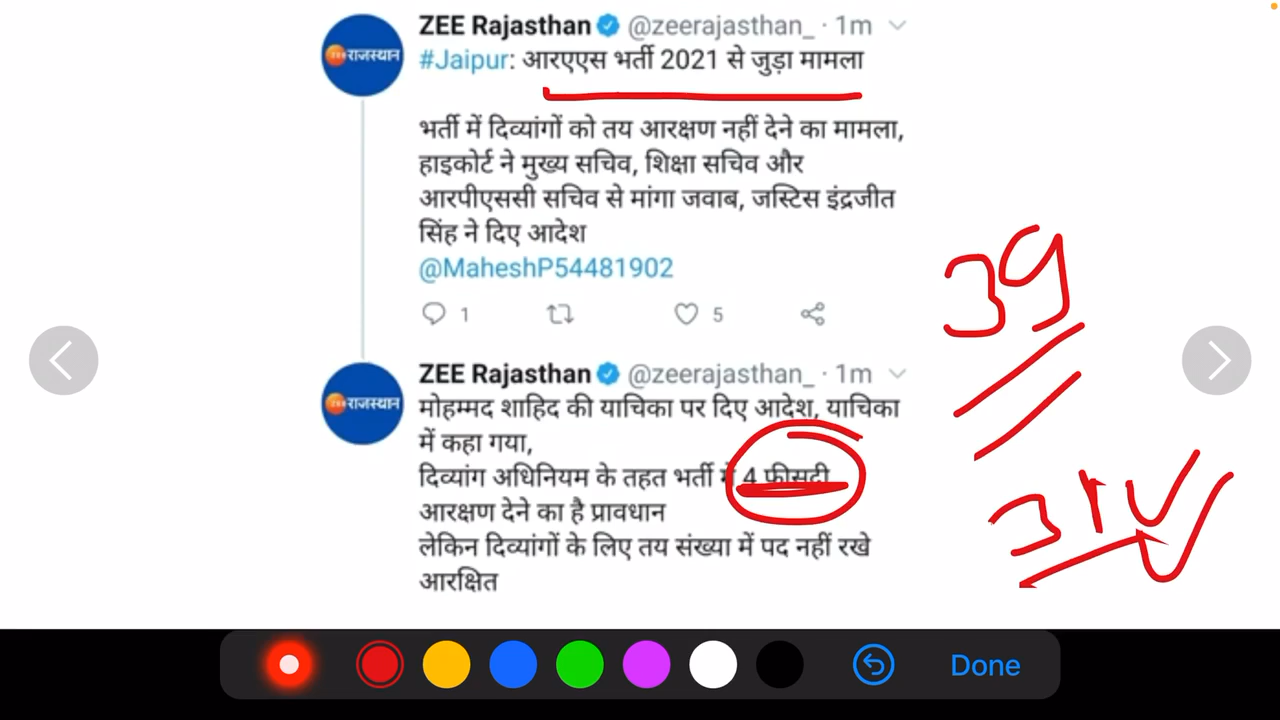 ZEE Rajasthan @zeerajasthan_ · 1m
राजस्थान
#Jaipur: आरएएस भर्ती 2021 से जुड़ा मामला
भर्ती में दिव्यांगों को तय आरक्षण नहीं देने का मामला,
हाइकोर्ट ने मुख्य सचिव, शिक्षा सचिव और
आरपीएससी सचिव से मांगा जवाब, जस्टिस इंद्रजीत
सिंह ने दिए आदेश
@MaheshP54481902
1 5
39
ZEE Rajasthan @zeerajasthan_ · 1m
राजस्थान
मोहम्मद शाहिद की याचिका पर दिए आदेश, याचिका
में कहा गया,
दिव्यांग अधिनियम के तहत भर्ती में 4 फीसदी
आरक्षण देने का है प्रावधान
लेकिन दिव्यांगों के लिए तय संख्या में पद नहीं रखे
आरक्षित
Done